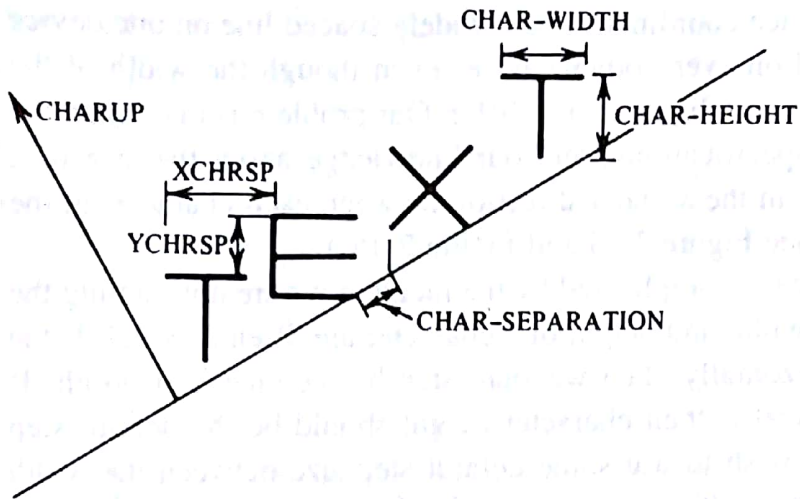 CHAR-WIDTH
CHARUP
CHAR-HEIGHT
XCHRSP
YCHRSP
TEXT
CHAR-SEPARATION